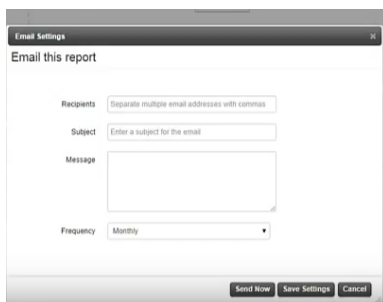 Email Settings ×
Email this report
Recipients Separate multiple email addresses with commas
Subject Enter a subject for the email
Message
Frequency Monthly
Send Now Save Settings Cancel